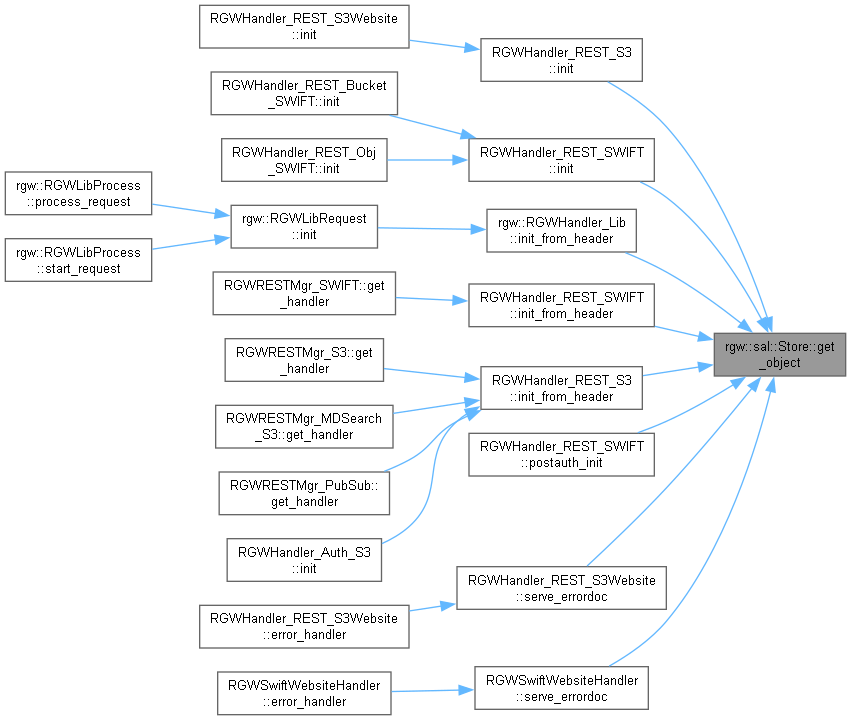 RGWHandler_REST_S3Website
::init
RGWHandler_REST_S3
::init
RGWHandler_REST_Bucket
_SWIFT::init
RGWHandler_REST_Obj
_SWIFT::init
RGWHandler_REST_SWIFT
::init
rgw::RGWLibProcess
::process_request
rgw::RGWLibRequest
::init
rgw::RGWHandler_Lib
::init_from_header
rgw::RGWLibProcess
::start_request
RGWRESTMgr_SWIFT::get
_handler
RGWHandler_REST_SWIFT
::init_from_header
rgw::sal::Store::get
_object
RGWRESTMgr_S3::get
_handler
RGWHandler_REST_S3
::init_from_header
RGWRESTMgr_MDSearch
_S3::get_handler
RGWHandler_REST_SWIFT
::postauth_init
RGWRESTMgr_PubSub::
get_handler
RGWHandler_Auth_S3
::init
RGWHandler_REST_S3Website
::serve_errordoc
RGWHandler_REST_S3Website
::error_handler
RGWSwiftWebsiteHandler
::serve_errordoc
RGWSwiftWebsiteHandler
::error_handler